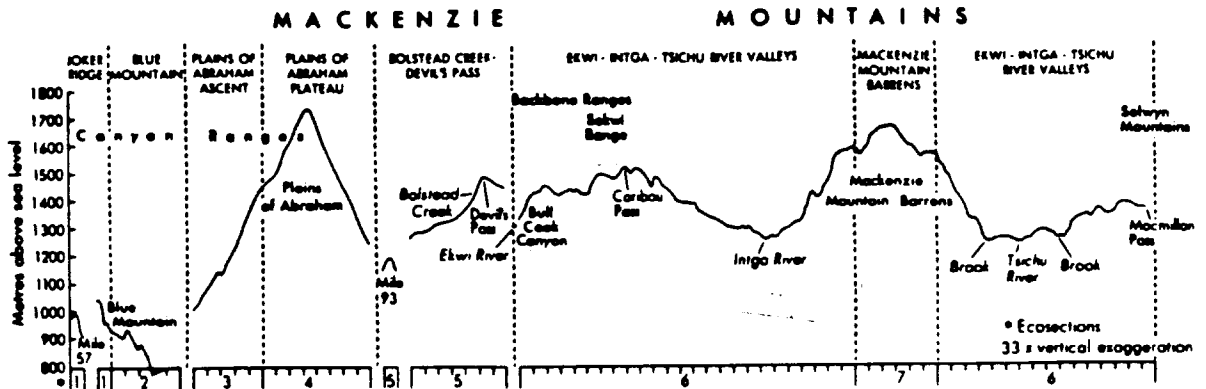 MACKENZIE MOUNTAINS
JOKER
RIDGE
BLUE
MOUNTAIN
PLAINS OF
ABRAHAM
ASCENT
PLAINS OF
ABRAHAM
PLATEAU
BOLSTEAD CREEK-
DEVIL'S PASS
EKWI - INTGA - TSICHU RIVER VALLEYS
MACKENZIE
MOUNTAIN
BARRENS
EKWI - INTGA - TSICHU
RIVER VALLEYS
Metres above sea level
1800
1700
1600
1500
1400
1300
1200
1100
1000
900
800
Canyon Ranges
Backbone Ranges
Sekwi
Range
Selwyn
Mountains
Mile
57
Blue
Mountain
Plains
of Abraham
Mile
93
Bolstead
Creek
Devil's
Pass
Ekwi River
Bull
Cook
Canyon
Caribou
Pass
Intga River
Mackenzie
Mountain Barrens
Brook
Tsichu
River
Brook
Macmillan
Pass
* Ecosections
33 x vertical exaggeration
* 1 1 2 3 4 5 5 6 7 6